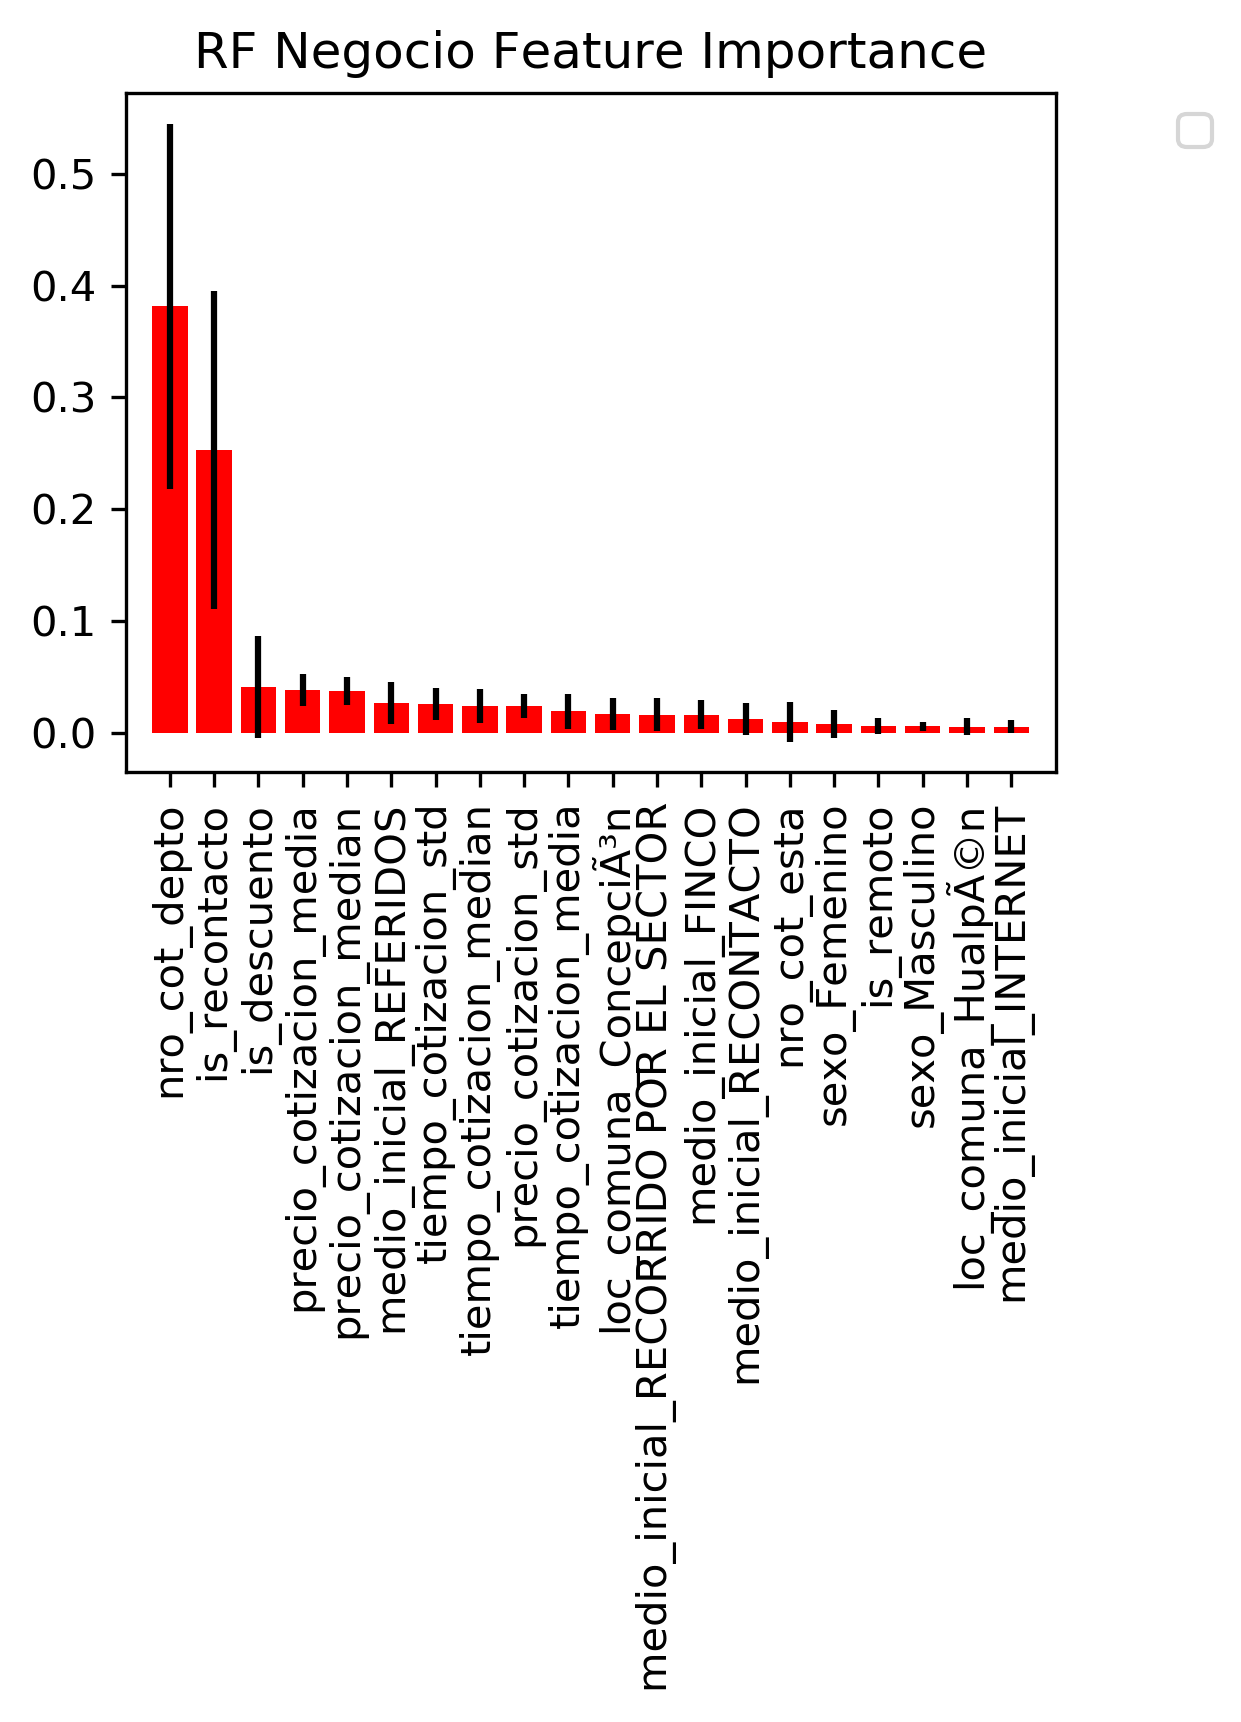 RF Negocio Feature Importance
0.5
0.4
0.3
0.2
0.1
0.0
nro_cot_depto
is_recontacto
is_descuento
precio_cotizacion_media
precio_cotizacion_median
medio_inicial_REFERIDOS
tiempo_cotizacion_std
tiempo_cotizacion_median
precio_cotizacion_std
tiempo_cotizacion_media
loc_comuna_ConcepciÃ³n
medio_inicial_RECORRIDO POR EL SECTOR
medio_inicial_FINCO
medio_inicial_RECONTACTO
nro_cot_esta
sexo_Femenino
is_remoto
sexo_Masculino
loc_comuna_HualpÃ©n
medio_inicial_INTERNET